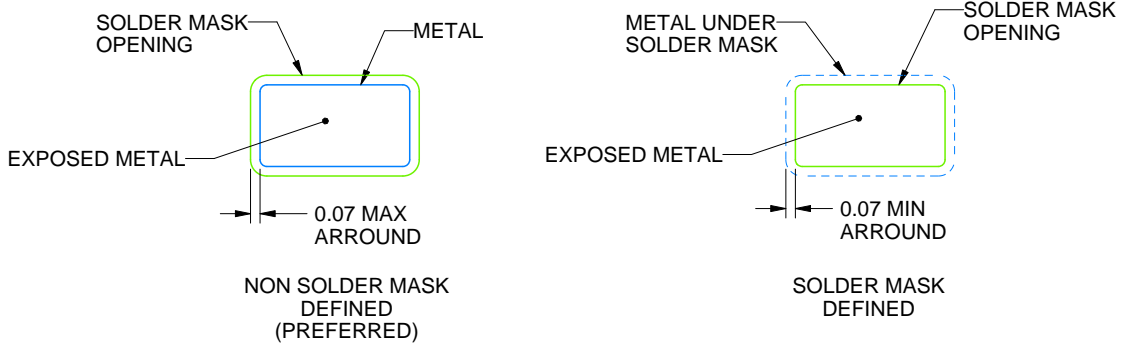 SOLDER MASK
OPENING
METAL
EXPOSED METAL
0.07 MAX
ARROUND
NON SOLDER MASK
DEFINED
(PREFERRED)
METAL UNDER
SOLDER MASK
SOLDER MASK
OPENING
EXPOSED METAL
0.07 MIN
ARROUND
SOLDER MASK
DEFINED